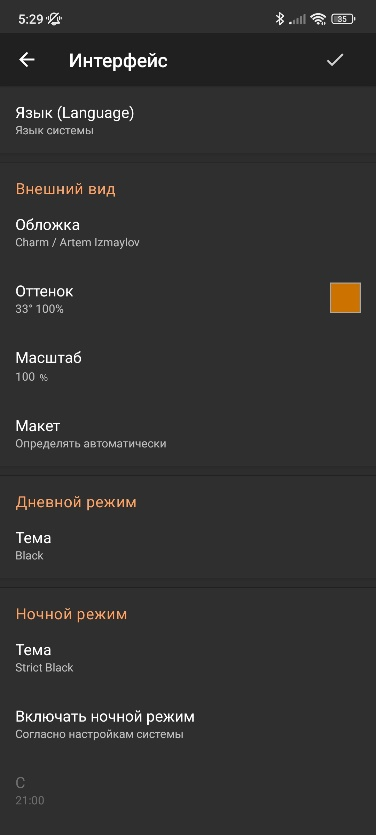 5:29
85
Интерфейс
Язык (Language)
Язык системы
Внешний вид
Обложка
Charm / Artem Izmaylov
Оттенок
33° 100%
Масштаб
100 %
Макет
Определять автоматически
Дневной режим
Тема
Black
Ночной режим
Тема
Strict Black
Включать ночной режим
Согласно настройкам системы
С
21:00